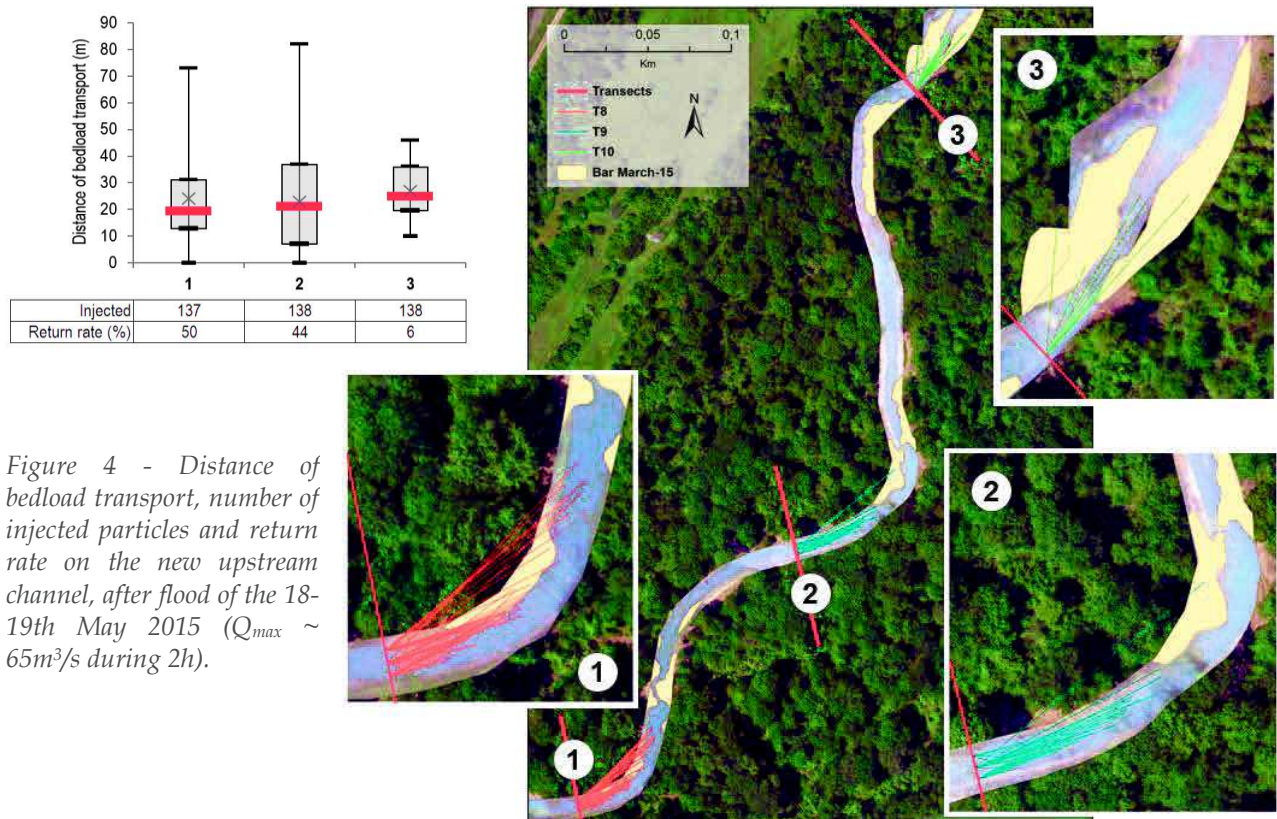 90
80
70
60
50
40
30
20
10
0
Distance of bedload transport (m)
1 2 3
Injected 137 138 138
Return rate (%) 50 44 6
0 0,05 0,1
Km
Transects
T8
T9
T10
Bar March-15
N
3
2
1
3
1
2
Figure 4 - Distance of
bedload transport, number of
injected particles and return
rate on the new upstream
channel, after flood of the 18-
19th May 2015 (Qmax ~
65m³/s during 2h).